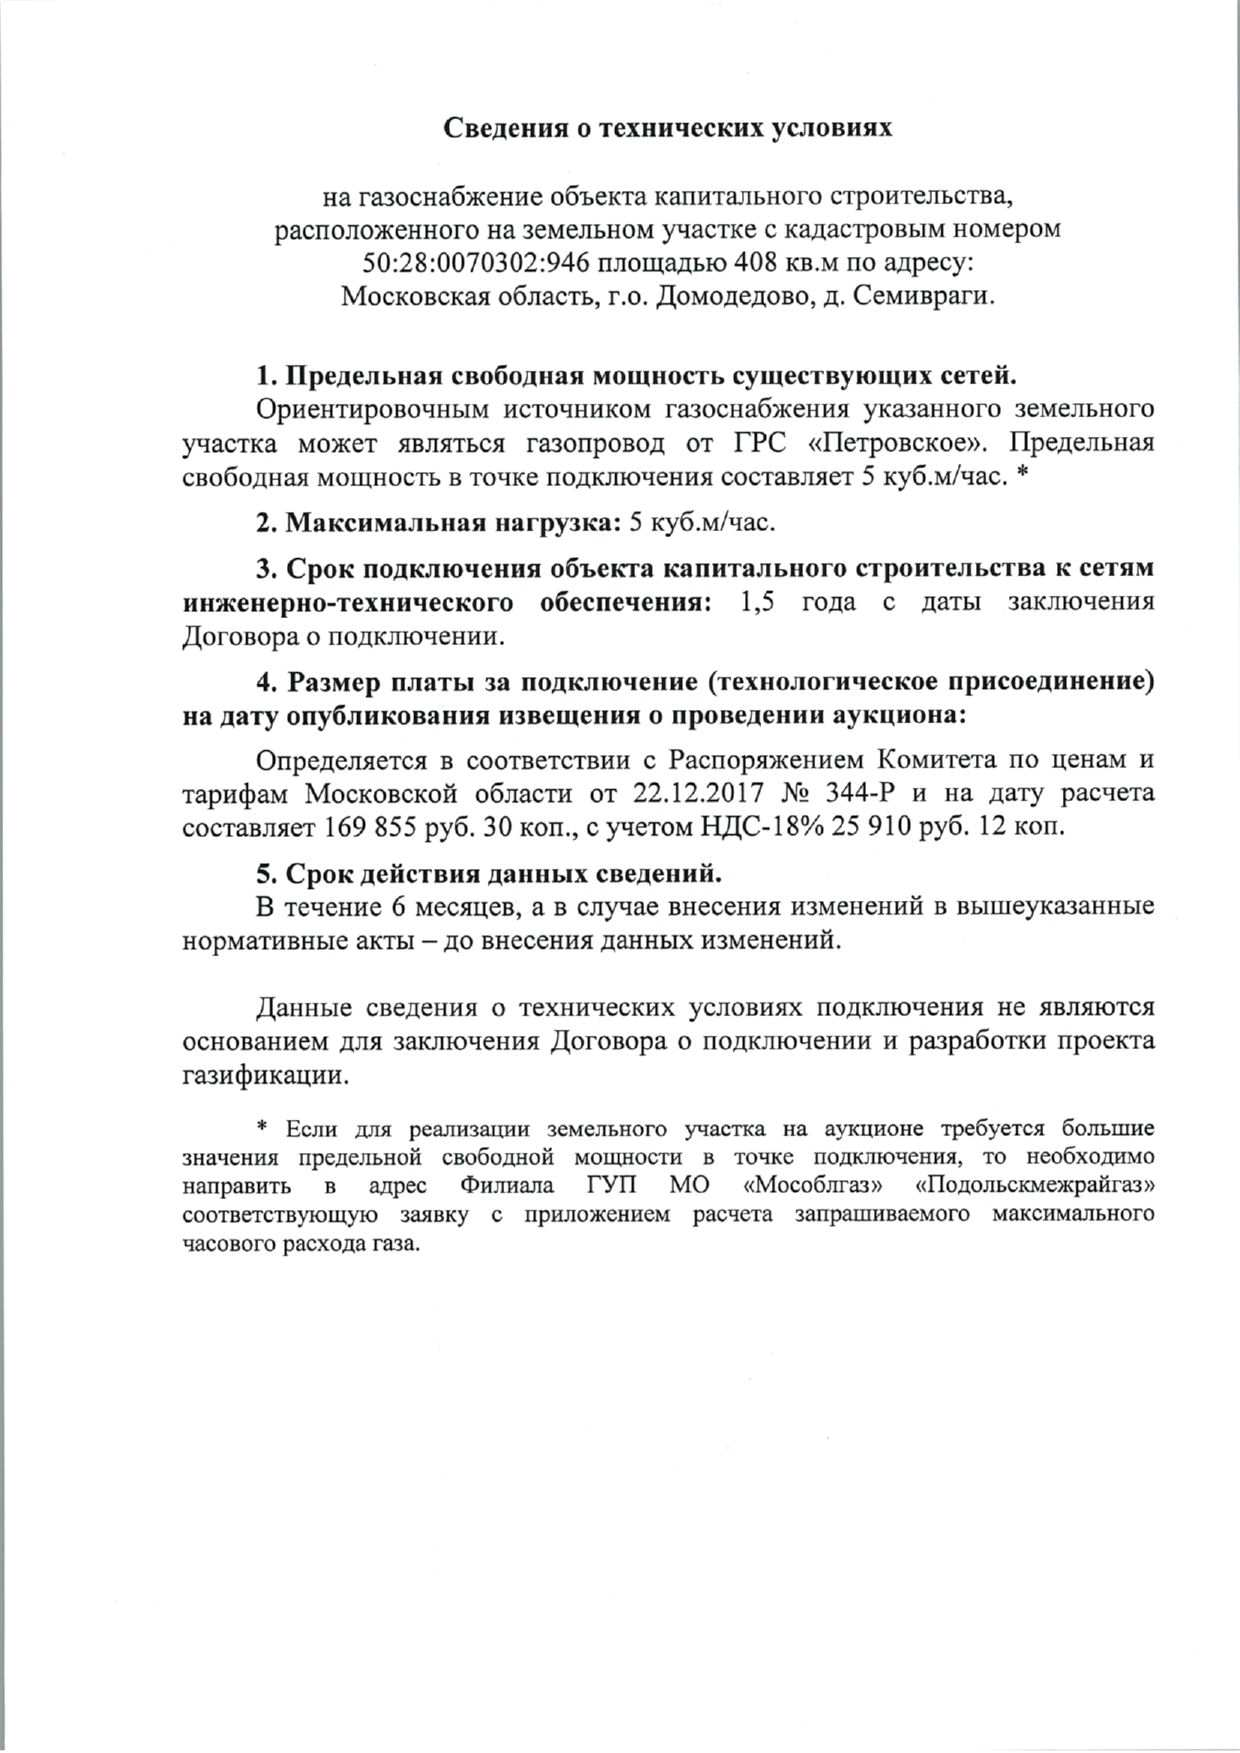 Сведения о технических условиях
на газоснабжение объекта капитального строительства,
расположенного на земельном участке с кадастровым номером
50:28:0070302:946 площадью 408 кв.м по адресу:
Московская область, г.о. Домодедово, д. Семивраги.
1. Предельная свободная мощность существующих сетей.
Ориентировочным источником газоснабжения указанного земельного
участка может являться газопровод от ГРС «Петровское». Предельная
свободная мощность в точке подключения составляет 5 куб.м/час. *
2. Максимальная нагрузка: 5 куб.м/час.
3. Срок подключения объекта капитального строительства к сетям
инженерно-технического обеспечения: 1,5 года с даты заключения
Договора о подключении.
4. Размер платы за подключение (технологическое присоединение)
на дату опубликования извещения о проведении аукциона:
Определяется в соответствии с Распоряжением Комитета по ценам и
тарифам Московской области от 22.12.2017 № 344-Р и на дату расчета
составляет 169 855 руб. 30 коп., с учетом НДС-18% 25 910 руб. 12 коп.
5. Срок действия данных сведений.
В течение 6 месяцев, а в случае внесения изменений в вышеуказанные
нормативные акты – до внесения данных изменений.
Данные сведения о технических условиях подключения не являются
основанием для заключения Договора о подключении и разработки проекта
газификации.
* Если для реализации земельного участка на аукционе требуется большие
значения предельной свободной мощности в точке подключения, то необходимо
направить в адрес Филиала ГУП МО «Мособлгаз» «Подольскмежрайгаз»
соответствующую заявку с приложением расчета запрашиваемого максимального
часового расхода газа.